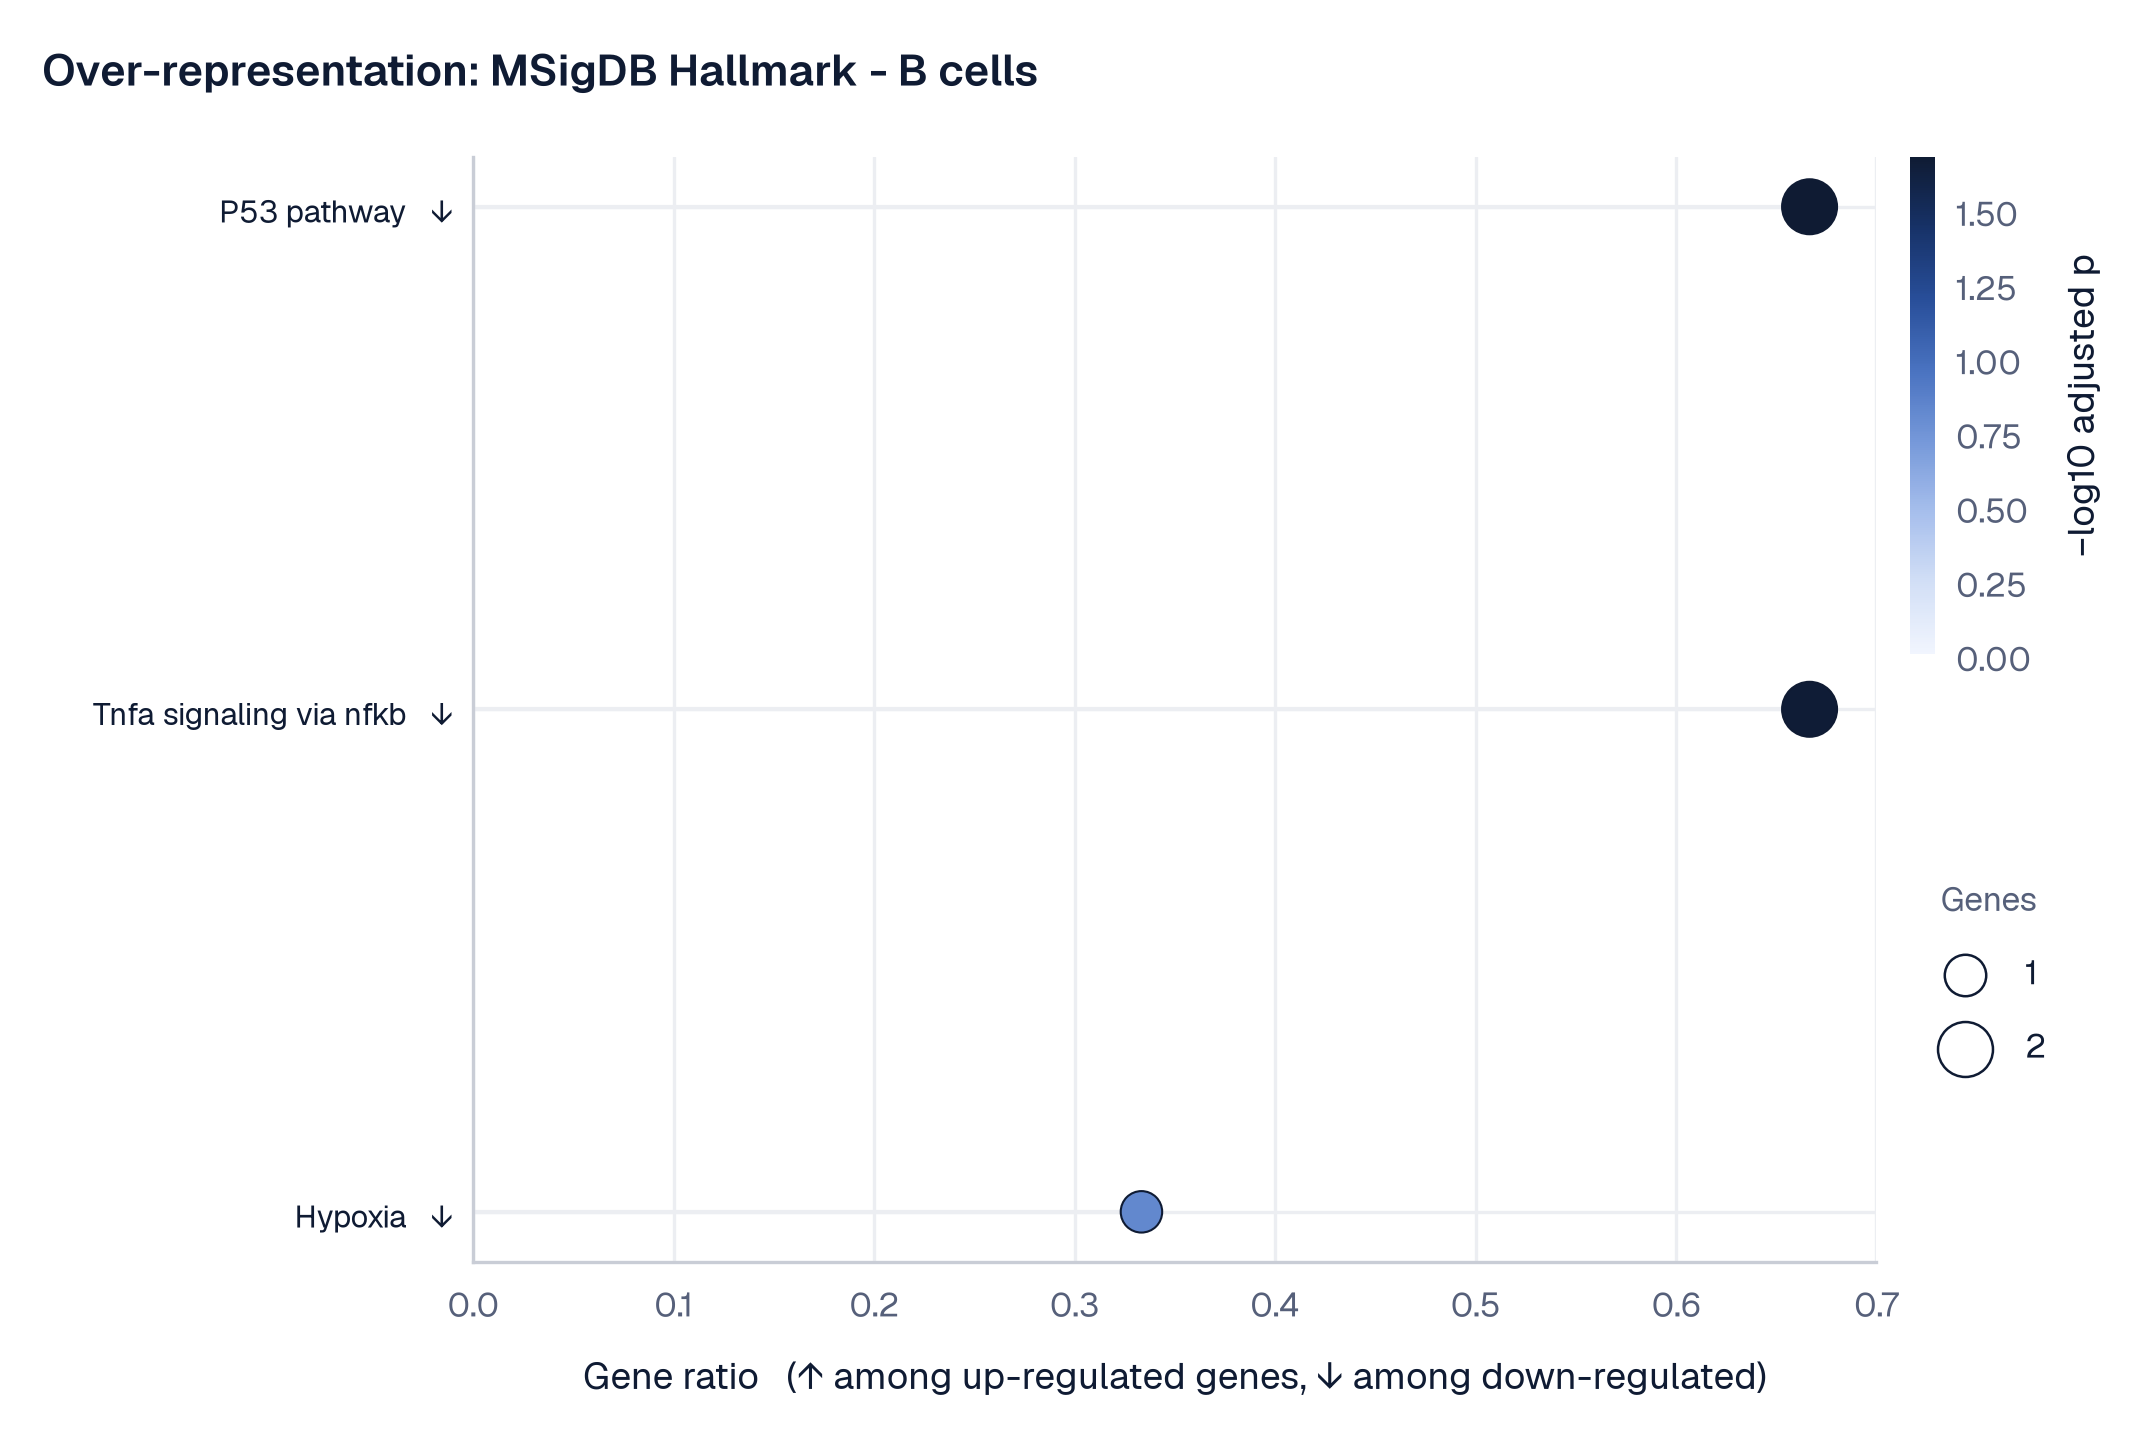 Over-representation: MSigDB Hallmark - B cells
P53 pathway ↓
Tnfa signaling via nfkb ↓
Hypoxia ↓
0.0 0.1 0.2 0.3 0.4 0.5 0.6 0.7
Gene ratio (↑ among up-regulated genes, ↓ among down-regulated)
1.50
1.25
1.00
0.75
0.50
0.25
0.00
−log10 adjusted p
Genes
1
2